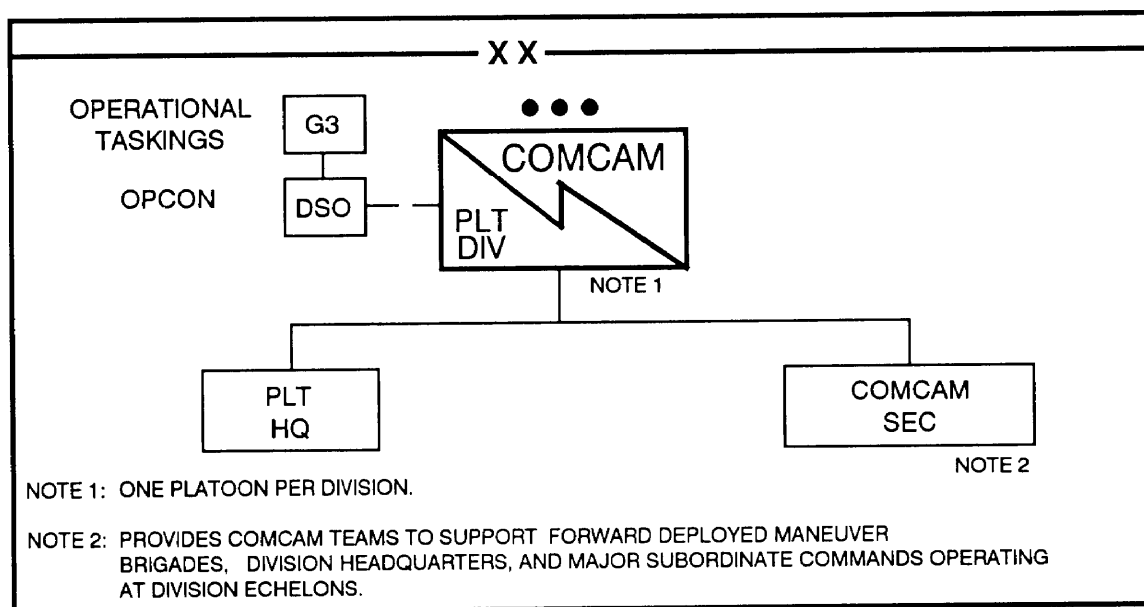 XX
OPERATIONAL
TASKINGS
G3
OPCON
DSO
COMCAM
PLT
DIV
NOTE 1
PLT
HQ
COMCAM
SEC
NOTE 2
NOTE 1: ONE PLATOON PER DIVISION.
NOTE 2: PROVIDES COMCAM TEAMS TO SUPPORT FORWARD DEPLOYED MANEUVER
BRIGADES, DIVISION HEADQUARTERS, AND MAJOR SUBORDINATE COMMANDS OPERATING
AT DIVISION ECHELONS.